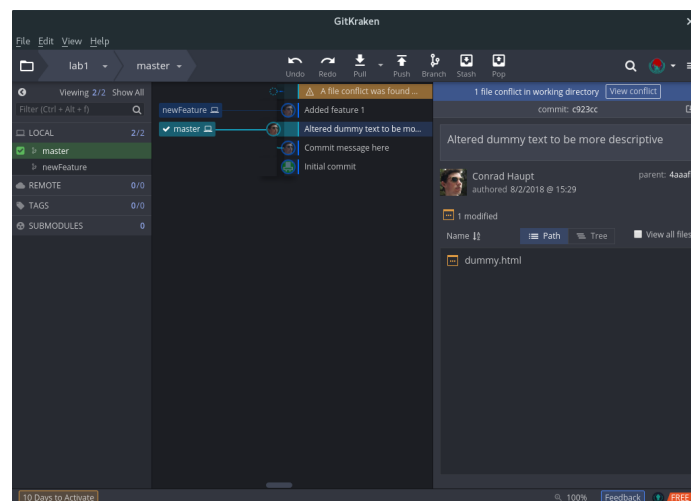 GitKraken
File Edit View Help
lab1 master
Undo Redo Pull Push Branch Stash Pop
Viewing 2/2 Show All
Filter (Ctrl + Alt + f)
LOCAL 2/2
master
newFeature
REMOTE 0/0
TAGS 0/0
SUBMODULES 0
A file conflict was found ...
newFeature Added feature 1
master Altered dummy text to be mo...
Commit message here
Initial commit
1 file conflict in working directory View conflict
commit: c923cc
Altered dummy text to be more descriptive
Conrad Haupt parent: 4aaaf
authored 8/2/2018 @ 15:29
1 modified
Name Path Tree View all files
dummy.html
10 Days to Activate 100% Feedback FREE